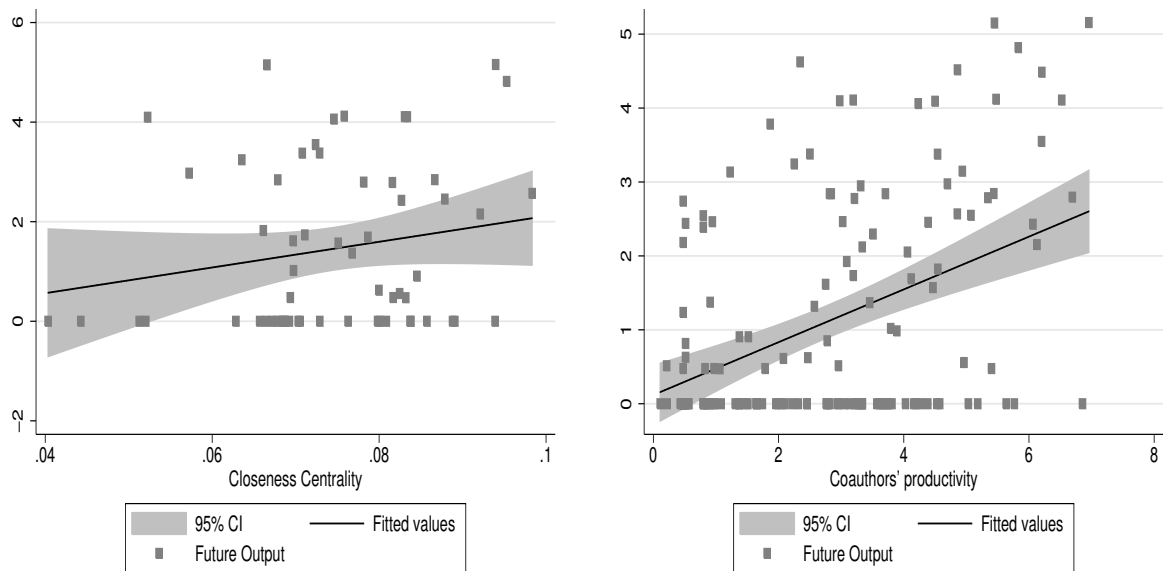 6
4
2
0
−2
.04
.06
.08
.1
Closeness Centrality
95% CI
Fitted values
Future Output
5
4
3
2
1
0
0
2
4
6
8
Coauthors' productivity
95% CI
Fitted values
Future Output